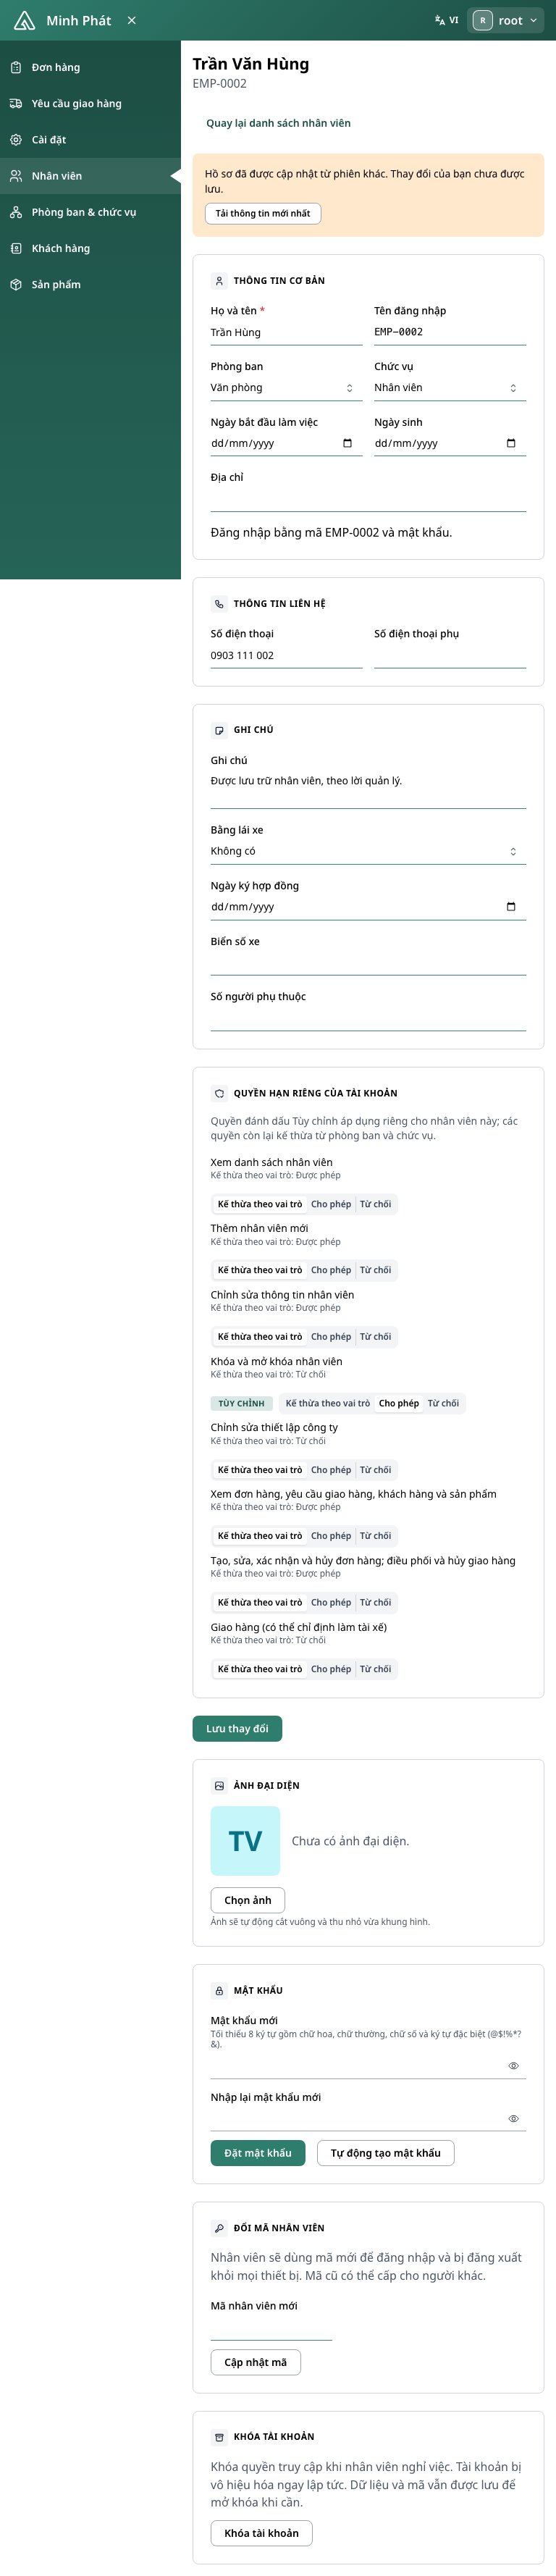 Minh Phát
VI
R
root
Đơn hàng
Yêu cầu giao hàng
Cài đặt
Nhân viên
Phòng ban & chức vụ
Khách hàng
Sản phẩm
Trần Văn Hùng
EMP-0002
Quay lại danh sách nhân viên
Hồ sơ đã được cập nhật từ phiên khác. Thay đổi của bạn chưa được
lưu.
Tải thông tin mới nhất
THÔNG TIN CƠ BẢN
Họ và tên *
Tên đăng nhập
Trần Hùng
EMP-0002
Phòng ban
Chức vụ
Văn phòng
Nhân viên
Ngày bắt đầu làm việc
Ngày sinh
dd/mm/yyyy
dd/mm/yyyy
Địa chỉ
Đăng nhập bằng mã EMP-0002 và mật khẩu.
THÔNG TIN LIÊN HỆ
Số điện thoại
Số điện thoại phụ
0903 111 002
GHI CHÚ
Ghi chú
Được lưu trữ nhân viên, theo lời quản lý.
Bằng lái xe
Không có
Ngày ký hợp đồng
dd/mm/yyyy
Biển số xe
Số người phụ thuộc
QUYỀN HẠN RIÊNG CỦA TÀI KHOẢN
Quyền đánh dấu Tùy chỉnh áp dụng riêng cho nhân viên này; các
quyền còn lại kế thừa từ phòng ban và chức vụ.
Xem danh sách nhân viên
Kế thừa theo vai trò: Được phép
Kế thừa theo vai trò Cho phép Từ chối
Thêm nhân viên mới
Kế thừa theo vai trò: Được phép
Kế thừa theo vai trò Cho phép Từ chối
Chỉnh sửa thông tin nhân viên
Kế thừa theo vai trò: Được phép
Kế thừa theo vai trò Cho phép Từ chối
Khóa và mở khóa nhân viên
Kế thừa theo vai trò: Từ chối
TÙY CHỈNH Kế thừa theo vai trò Cho phép Từ chối
Chỉnh sửa thiết lập công ty
Kế thừa theo vai trò: Từ chối
Kế thừa theo vai trò Cho phép Từ chối
Xem đơn hàng, yêu cầu giao hàng, khách hàng và sản phẩm
Kế thừa theo vai trò: Được phép
Kế thừa theo vai trò Cho phép Từ chối
Tạo, sửa, xác nhận và hủy đơn hàng; điều phối và hủy giao hàng
Kế thừa theo vai trò: Được phép
Kế thừa theo vai trò Cho phép Từ chối
Giao hàng (có thể chỉ định làm tài xế)
Kế thừa theo vai trò: Từ chối
Kế thừa theo vai trò Cho phép Từ chối
Lưu thay đổi
ẢNH ĐẠI DIỆN
TV
Chưa có ảnh đại diện.
Chọn ảnh
Ảnh sẽ tự động cắt vuông và thu nhỏ vừa khung hình.
MẬT KHẨU
Mật khẩu mới
Tối thiểu 8 ký tự gồm chữ hoa, chữ thường, chữ số và ký tự đặc biệt (@$!%*?
&).
Nhập lại mật khẩu mới
Đặt mật khẩu
Tự động tạo mật khẩu
ĐỔI MÃ NHÂN VIÊN
Nhân viên sẽ dùng mã mới để đăng nhập và bị đăng xuất
khỏi mọi thiết bị. Mã cũ có thể cấp cho người khác.
Mã nhân viên mới
Cập nhật mã
KHÓA TÀI KHOẢN
Khóa quyền truy cập khi nhân viên nghỉ việc. Tài khoản bị
vô hiệu hóa ngay lập tức. Dữ liệu và mã vẫn được lưu để
mở khóa khi cần.
Khóa tài khoản